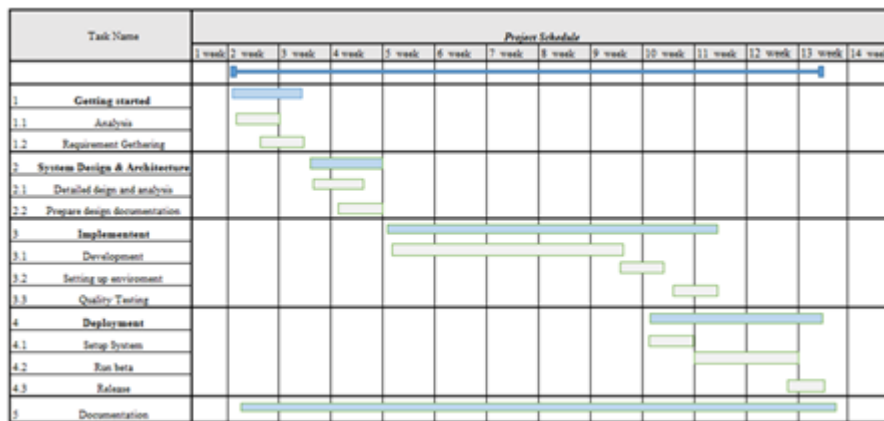 Task Name
Project Schedule
1 week 2 week 3 week 4 week 5 week 6 week 7 week 8 week 9 week 10 week 11 week 12 week 13 week 14 week
1 Getting started
1.1 Analysis
1.2 Requirement Gethering
2 System Design & Architecture
2.1 Detailed deign and analysis
2.2 Prepare design documentation
3 Implementent
3.1 Development
3.2 Setting up enviroment
3.3 Quality Testing
4 Deployment
4.1 Setup System
4.2 Run beta
4.3 Release
5 Documentation